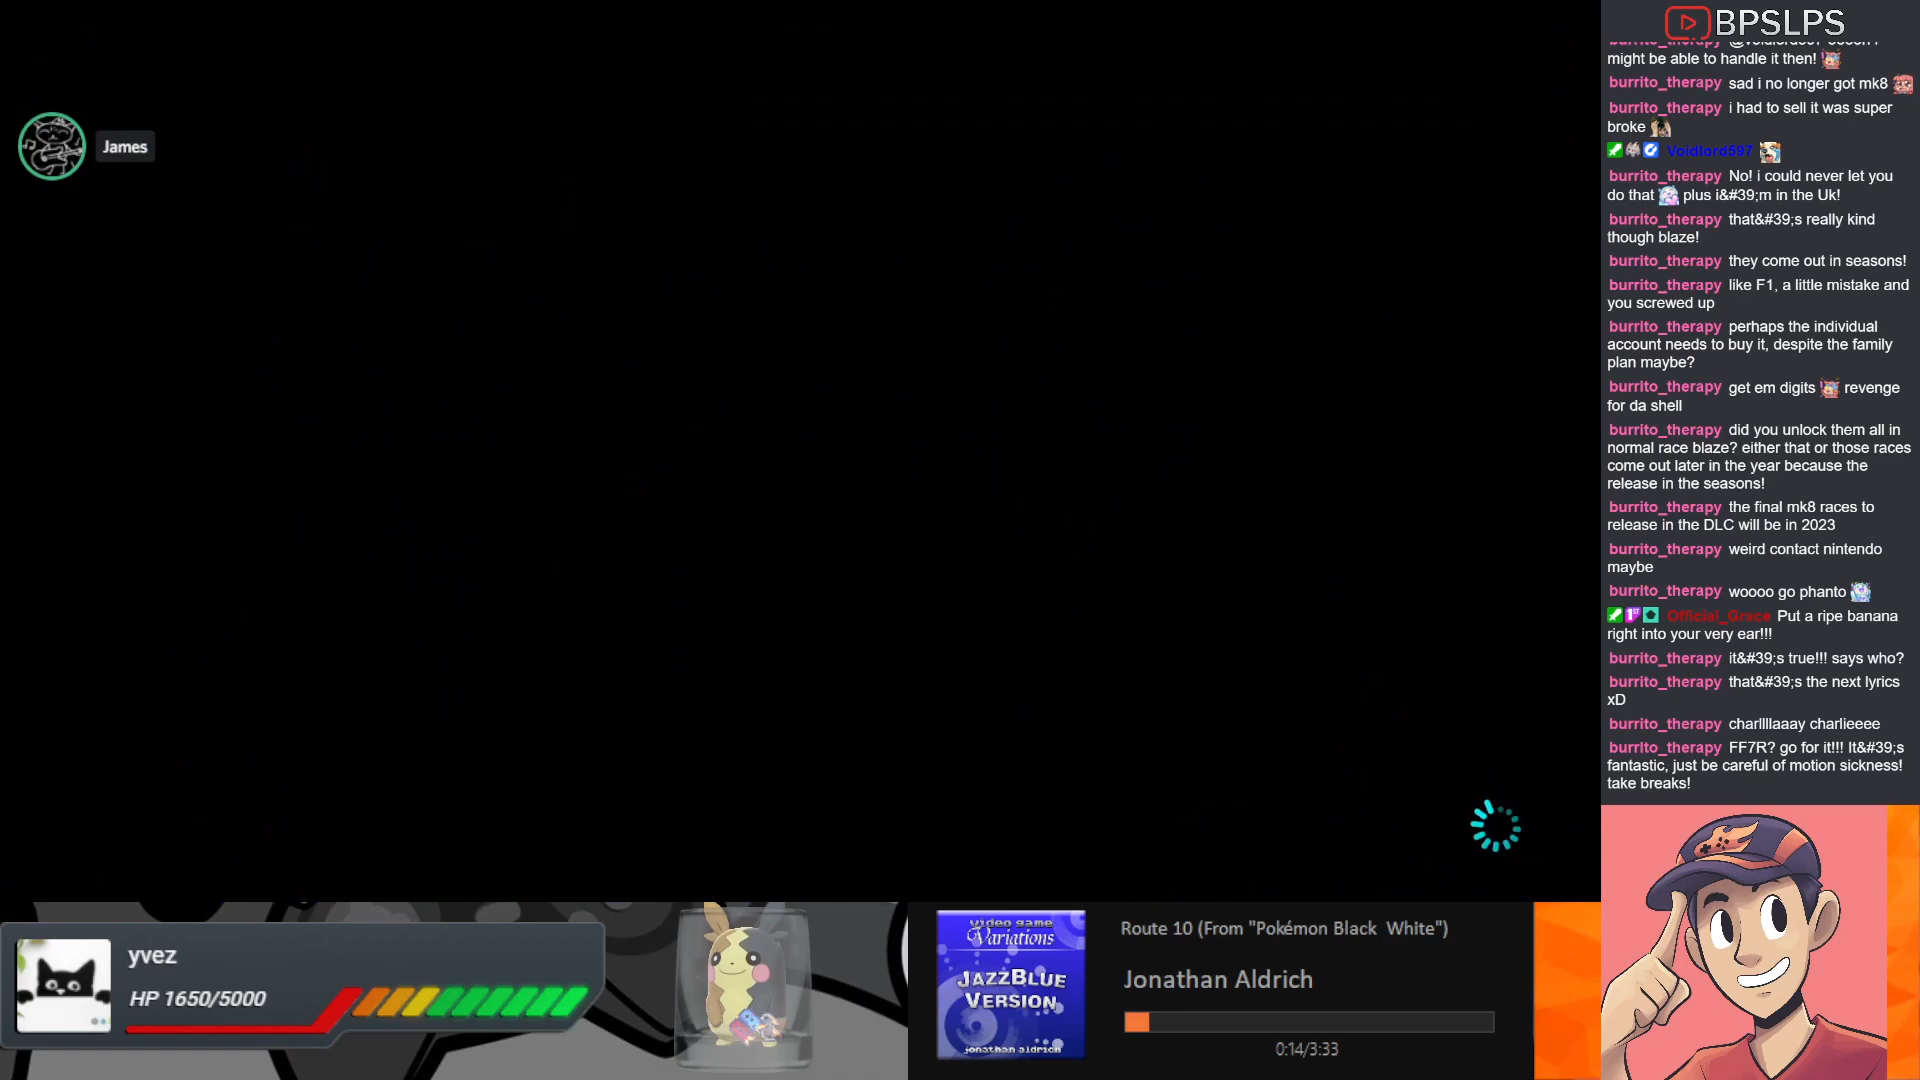 BPSLPS
might be able to handle it then!
burrito_therapy sad i no longer got mk8
burrito_therapy i had to sell it was super
broke
Voidlord597
burrito_therapy No! i could never let you
do that plus i&#39;m in the Uk!
burrito_therapy that&#39;s really kind
though blaze!
burrito_therapy they come out in seasons!
burrito_therapy like F1, a little mistake and
you screwed up
burrito_therapy perhaps the individual
account needs to buy it, despite the family
plan maybe?
burrito_therapy get em digits revenge
for da shell
burrito_therapy did you unlock them all in
normal race blaze? either that or those races
come out later in the year because the
release in the seasons!
burrito_therapy the final mk8 races to
release in the DLC will be in 2023
burrito_therapy weird contact nintendo
maybe
burrito_therapy woooo go phanto
1ST Official_Grace Put a ripe banana
right into your very ear!!!
burrito_therapy it&#39;s true!!! says who?
burrito_therapy that&#39;s the next lyrics
xD
burrito_therapy charllllaaay charlieeee
burrito_therapy FF7R? go for it!!! It&#39;s
fantastic, just be careful of motion sickness!
take breaks!
James
yvez
HP 1650/5000
video game
Variations
JAZZBLUE
VERSION
jonathan aldrich
Route 10 (From "Pokémon Black White")
Jonathan Aldrich
0:14/3:33